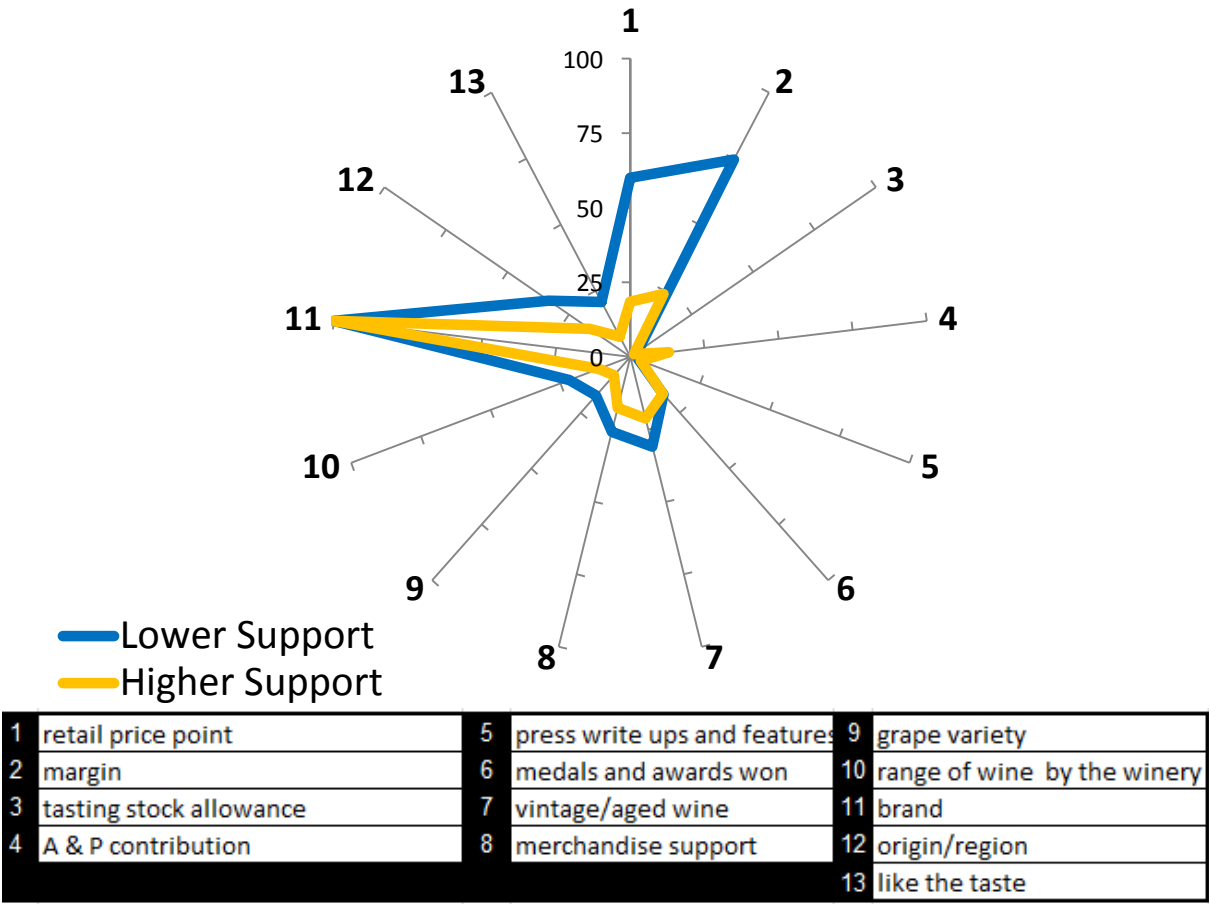 1
100
13
2
75
12
3
50
25
11
4
0
10
5
9
6
8
7
Lower Support
Higher Support
1 retail price point 5 press write ups and features 9 grape variety
2 margin 6 medals and awards won 10 range of wine by the winery
3 tasting stock allowance 7 vintage/aged wine 11 brand
4 A & P contribution 8 merchandise support 12 origin/region
13 like the taste